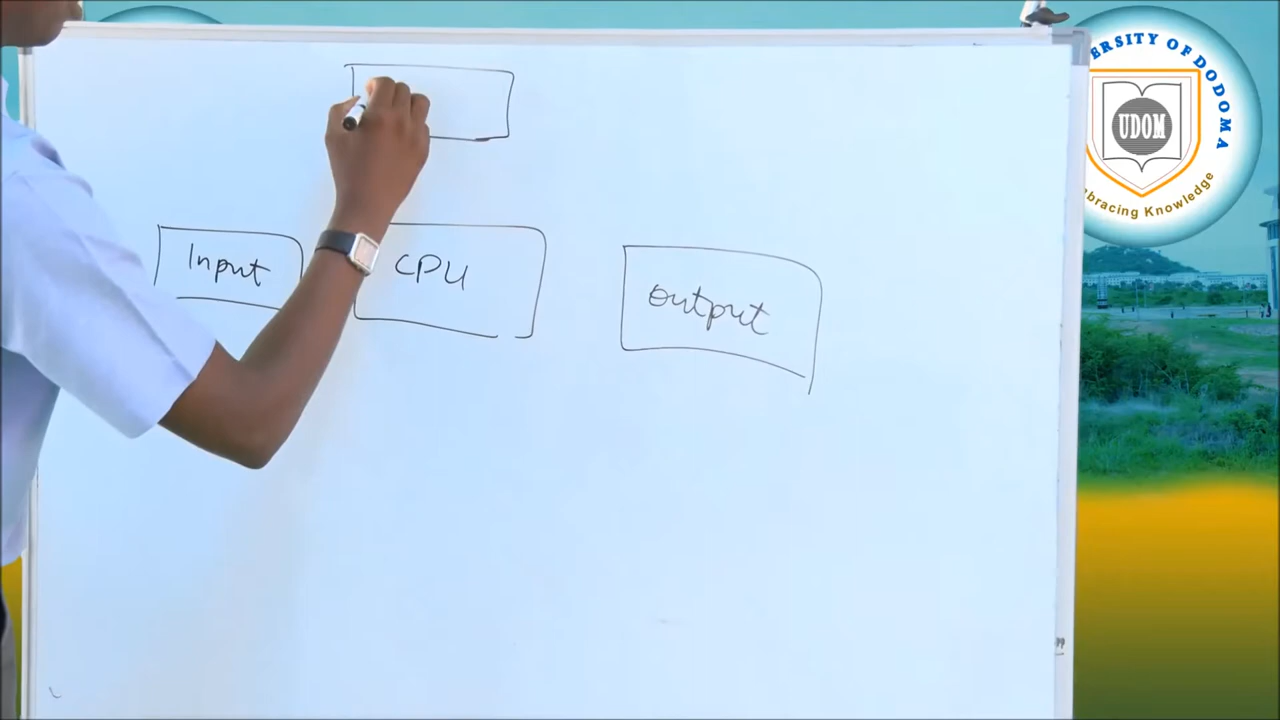 Input
CPU
output
UNIVERSITY OF DODOMA
UDOM
Embracing Knowledge